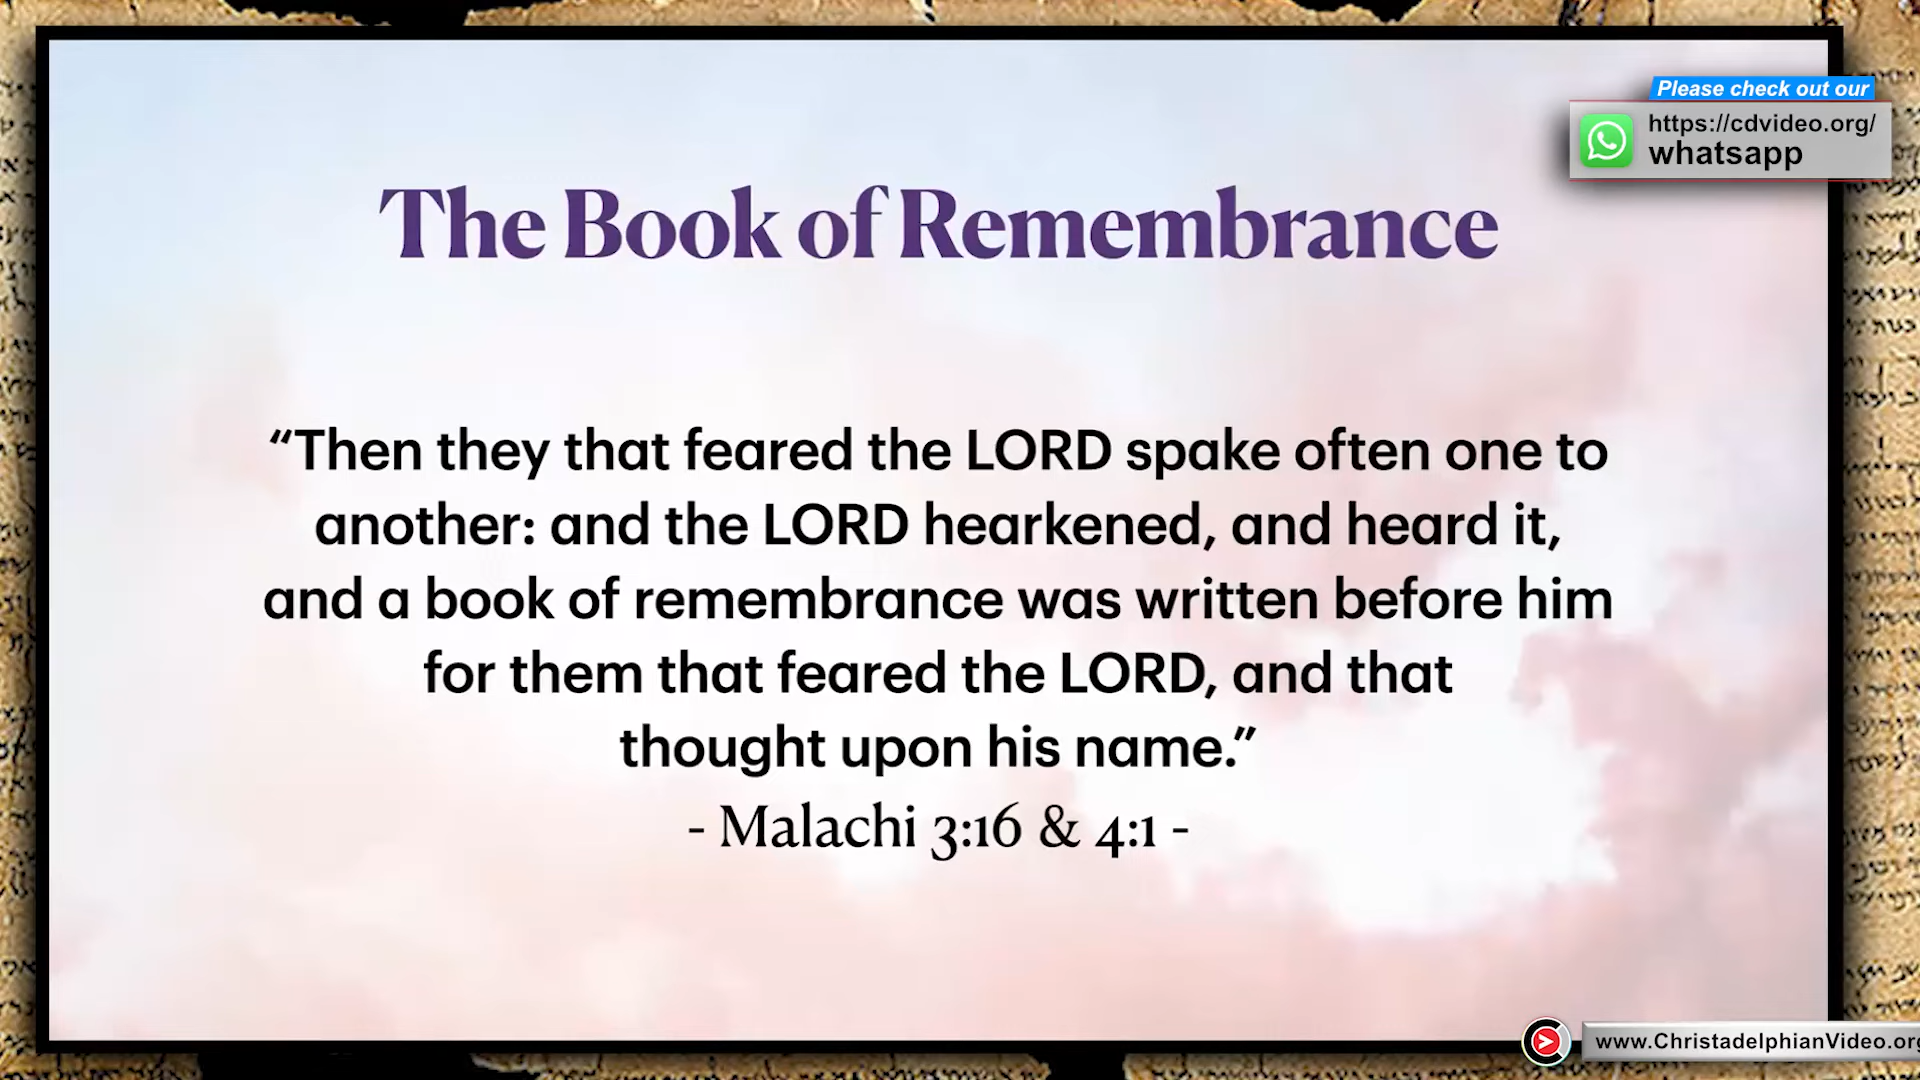 Please check out our
https://cdvideo.org/
whatsapp
The Book of Remembrance
“Then they that feared the LORD spake often one to
another: and the LORD hearkened, and heard it,
and a book of remembrance was written before him
for them that feared the LORD, and that
thought upon his name.”
- Malachi 3:16 & 4:1 -
www.ChristadelphianVideo.org